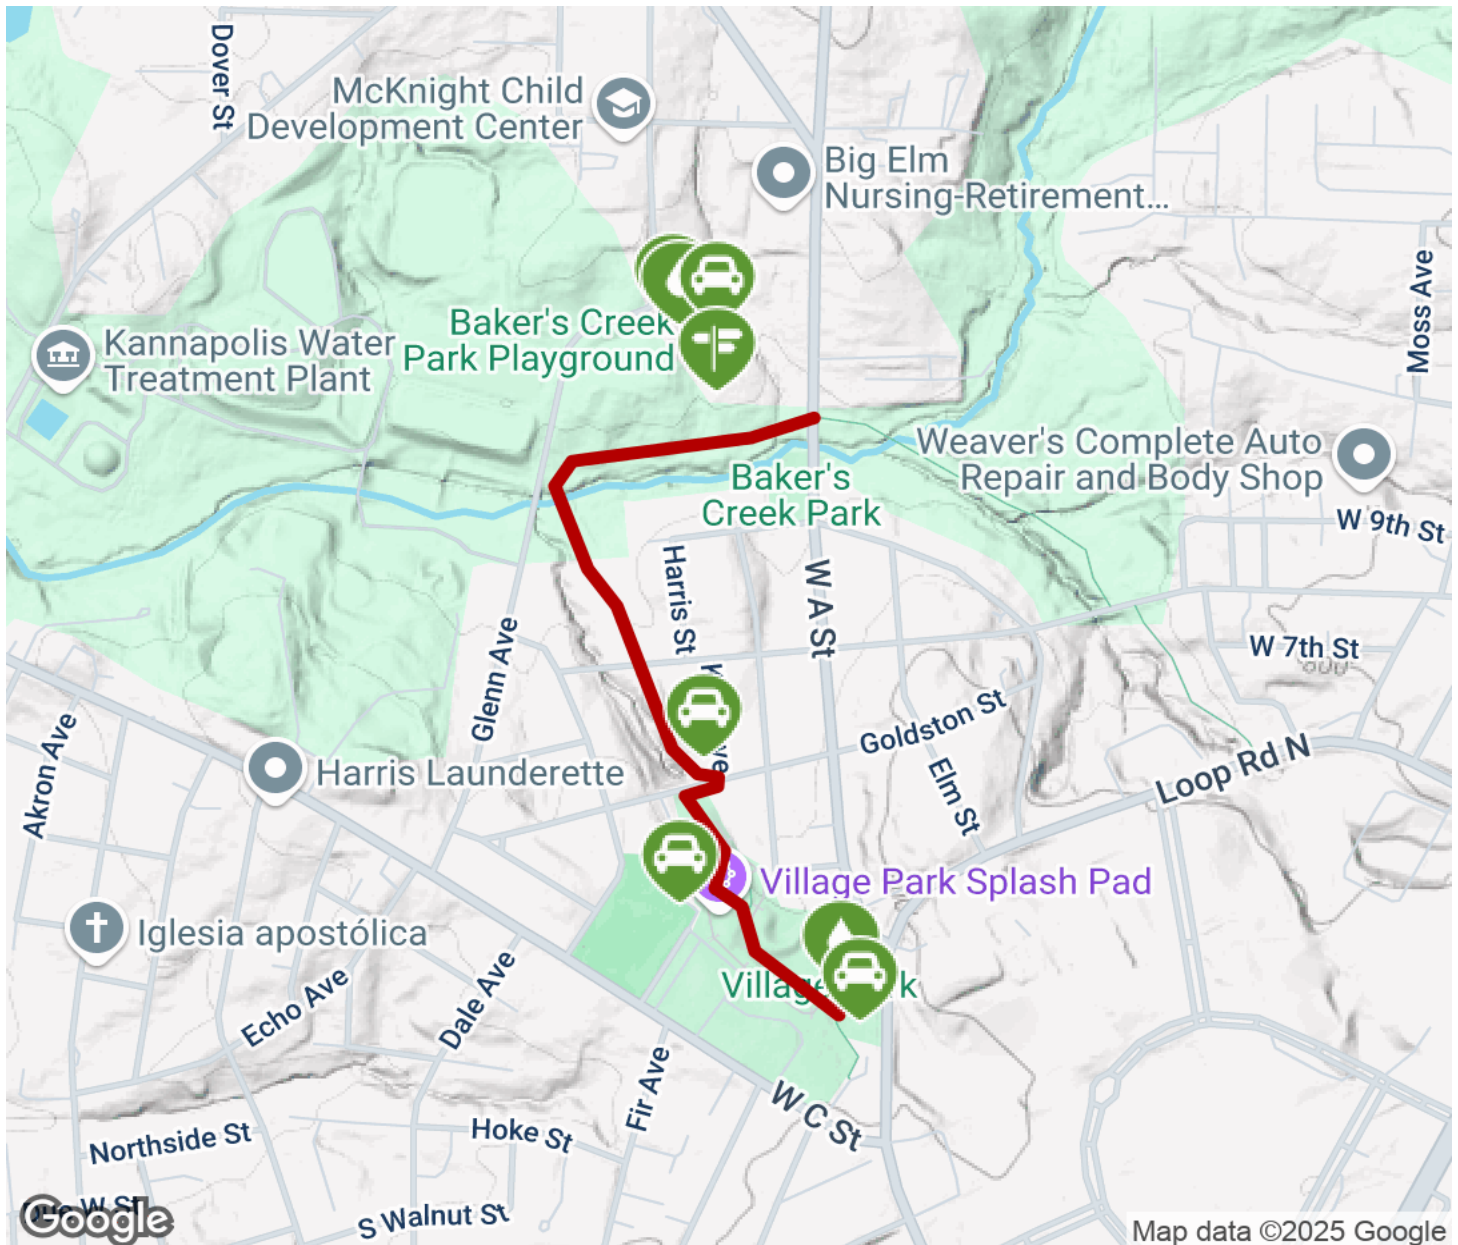 Dover St
McKnight Child
Development Center
Big Elm
Nursing-Retirement...
Moss Ave
Baker's Creek
Park Playground
Kannapolis Water
Treatment Plant
Weaver's Complete Auto
Repair and Body Shop
Baker's
Creek Park
W 9th St
Harris St
W A St
W 7th St
Glenn Ave
Goldston St
Elm St
Loop Rd N
Akron Ave
Harris Launderette
Village Park Splash Pad
Iglesia apostólica
Echo Ave
Dale Ave
Fir Ave
W C St
Northside St
Hoke St
S Walnut St
Google
Map data ©2025 Google